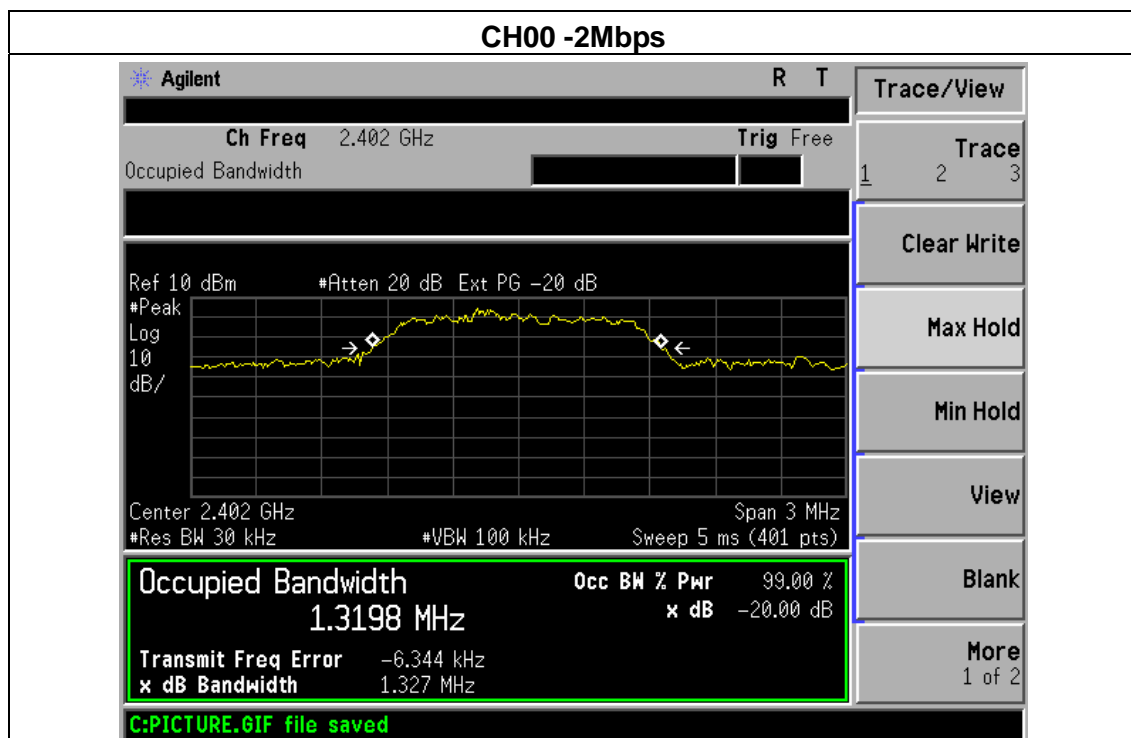 CH00 -2Mbps
Agilent R T
Trace/View
Ch Freq 2.402 GHz Trig Free
Occupied Bandwidth
Trace
1 2 3
Clear Write
Max Hold
Min Hold
View
Blank
More
1 of 2
Ref 10 dBm #Atten 20 dB Ext PG -20 dB
#Peak
Log
10
dB/
Center 2.402 GHz Span 3 MHz
#Res BW 30 kHz #VBW 100 kHz Sweep 5 ms (401 pts)
Occupied Bandwidth Occ BW % Pwr 99.00 %
1.3198 MHz x dB -20.00 dB
Transmit Freq Error -6.344 kHz
x dB Bandwidth 1.327 MHz
C:PICTURE.GIF file saved